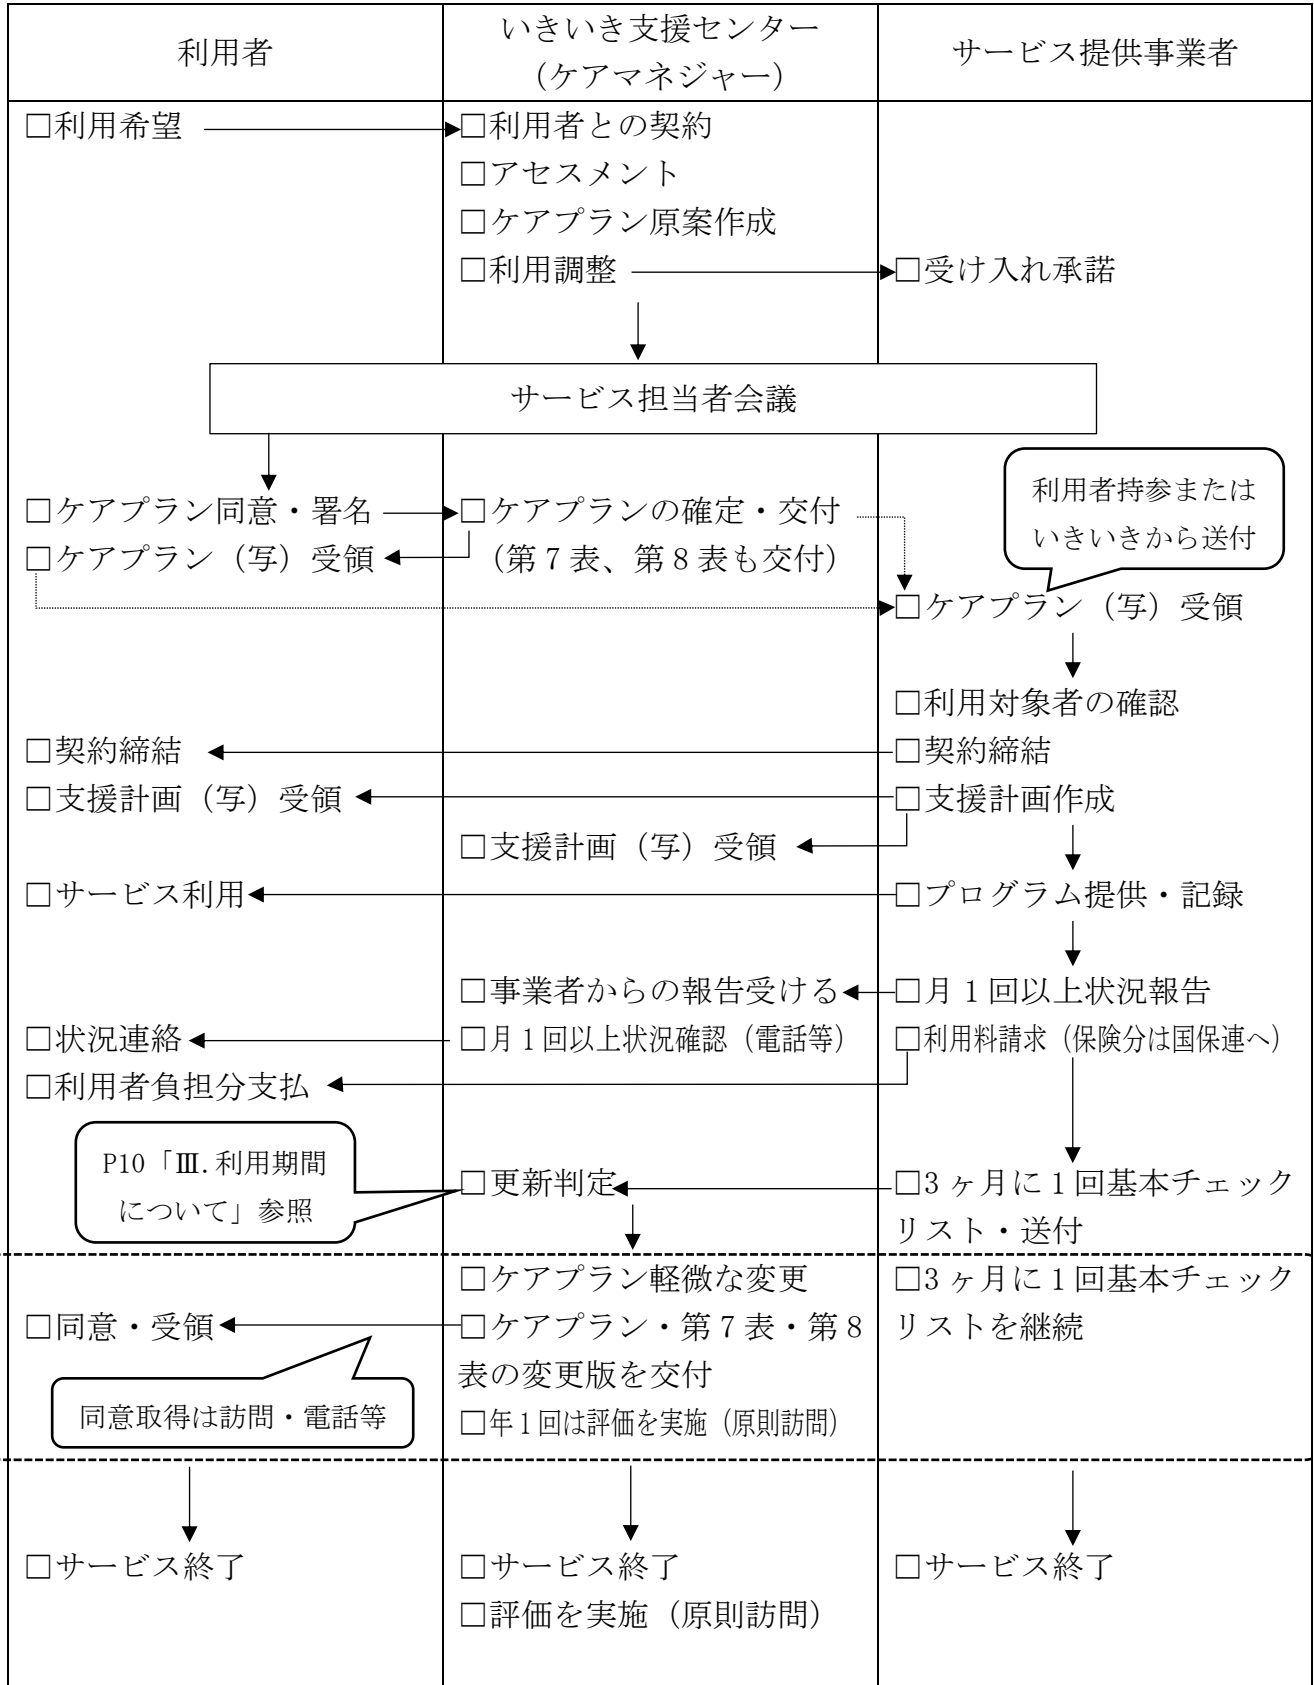 利用者
いきいき支援センター
（ケアマネジャー）
サービス提供事業者
□利用希望
□利用者との契約
□アセスメント
□ケアプラン原案作成
□利用調整
□受け入れ承諾
サービス担当者会議
利用者持参または
いきいきから送付
□ケアプラン同意・署名
□ケアプランの確定・交付
□ケアプラン（写）受領
（第７表、第８表も交付）
□ケアプラン（写）受領
□利用対象者の確認
□契約締結
□契約締結
□支援計画（写）受領
□支援計画作成
□支援計画（写）受領
□サービス利用
□プログラム提供・記録
□事業者からの報告受ける
□月１回以上状況報告
□状況連絡
□月１回以上状況確認（電話等）
□利用料請求（保険分は国保連へ）
□利用者負担分支払
P10「Ⅲ.利用期間
について」参照
□更新判定
□3 ヶ月に１回基本チェック
リスト・送付
□ケアプラン軽微な変更
□3 ヶ月に１回基本チェック
□同意・受領
□ケアプラン・第７表・第８
リストを継続
表の変更版を交付
同意取得は訪問・電話等
□年１回は評価を実施（原則訪問）
□サービス終了
□サービス終了
□サービス終了
□評価を実施（原則訪問）